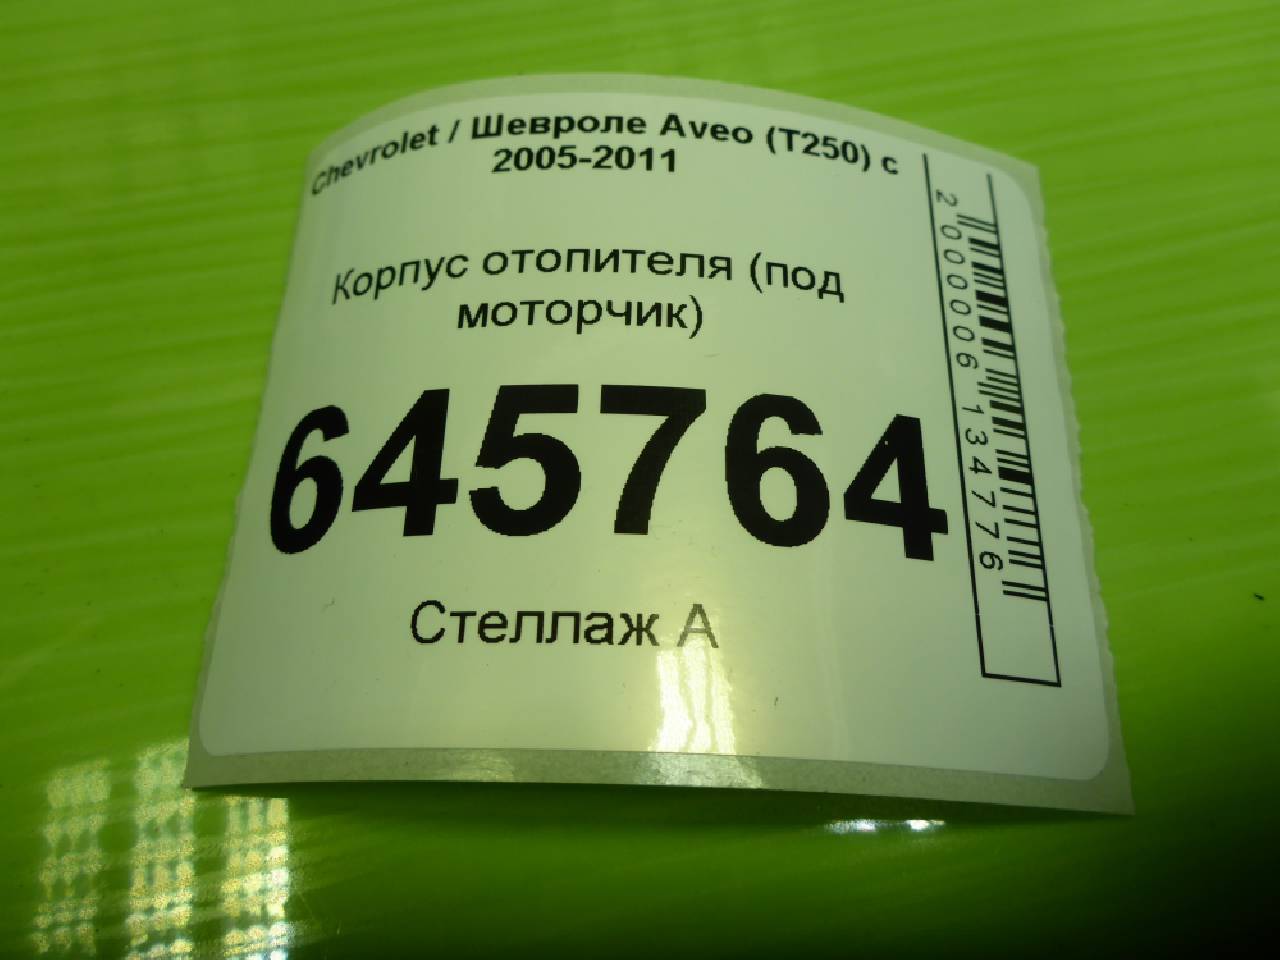 Chevrolet / Шевроле Aveo (T250) с
2005-2011
Корпус отопителя (под
моторчик)
645764
Стеллаж А
2000006134776